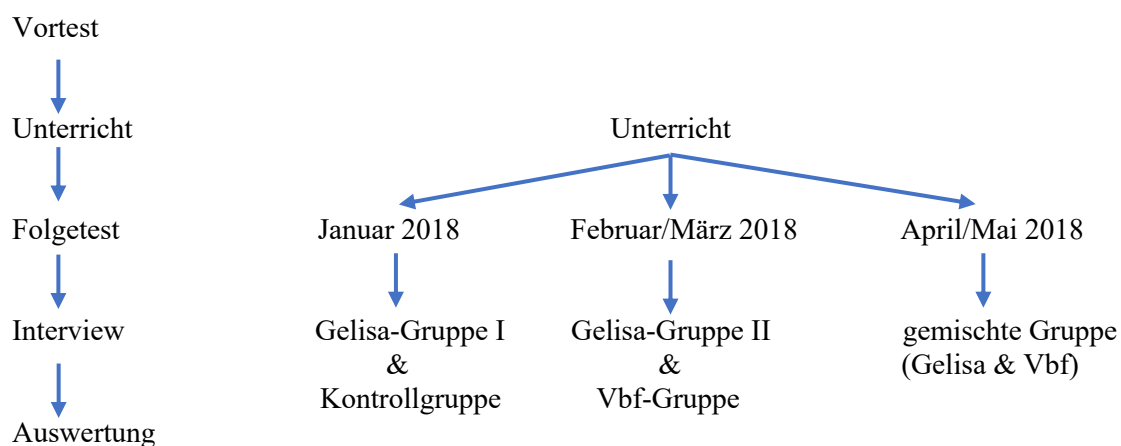 Vortest
Unterricht
Unterricht
Folgetest
Januar 2018
Februar/März 2018
April/Mai 2018
Interview
Gelisa-Gruppe I
&
Kontrollgruppe
Gelisa-Gruppe II
&
Vbf-Gruppe
gemischte Gruppe
(Gelisa & Vbf)
Auswertung